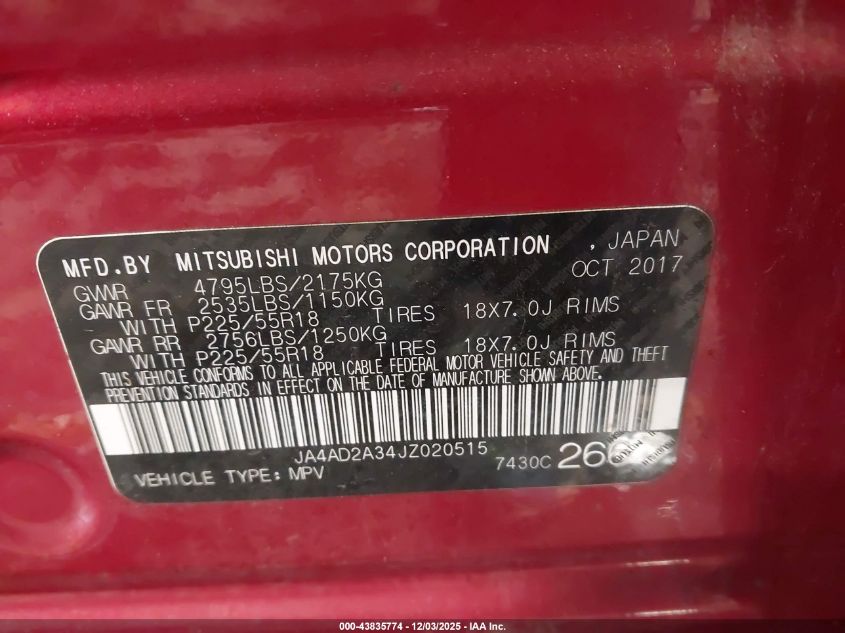 MFD.BY MITSUBISHI MOTORS CORPORATION , JAPAN
GVWR 4795LBS/2175KG OCT 2017
GAWR FR 2535LBS/1150KG
WITH P225/55R18 TIRES 18X7.0J RIMS
GAWR RR 2756LBS/1250KG
WITH P225/55R18 TIRES 18X7.0J RIMS
THIS VEHICLE CONFORMS TO ALL APPLICABLE FEDERAL MOTOR VEHICLE SAFETY AND THEFT
PREVENTION STANDARDS IN EFFECT ON THE DATE OF MANUFACTURE SHOWN ABOVE.
JA4AD2A34JZ020515
VEHICLE TYPE: MPV 7430C
000-43835774 - 12/03/2025 - IAA Inc.